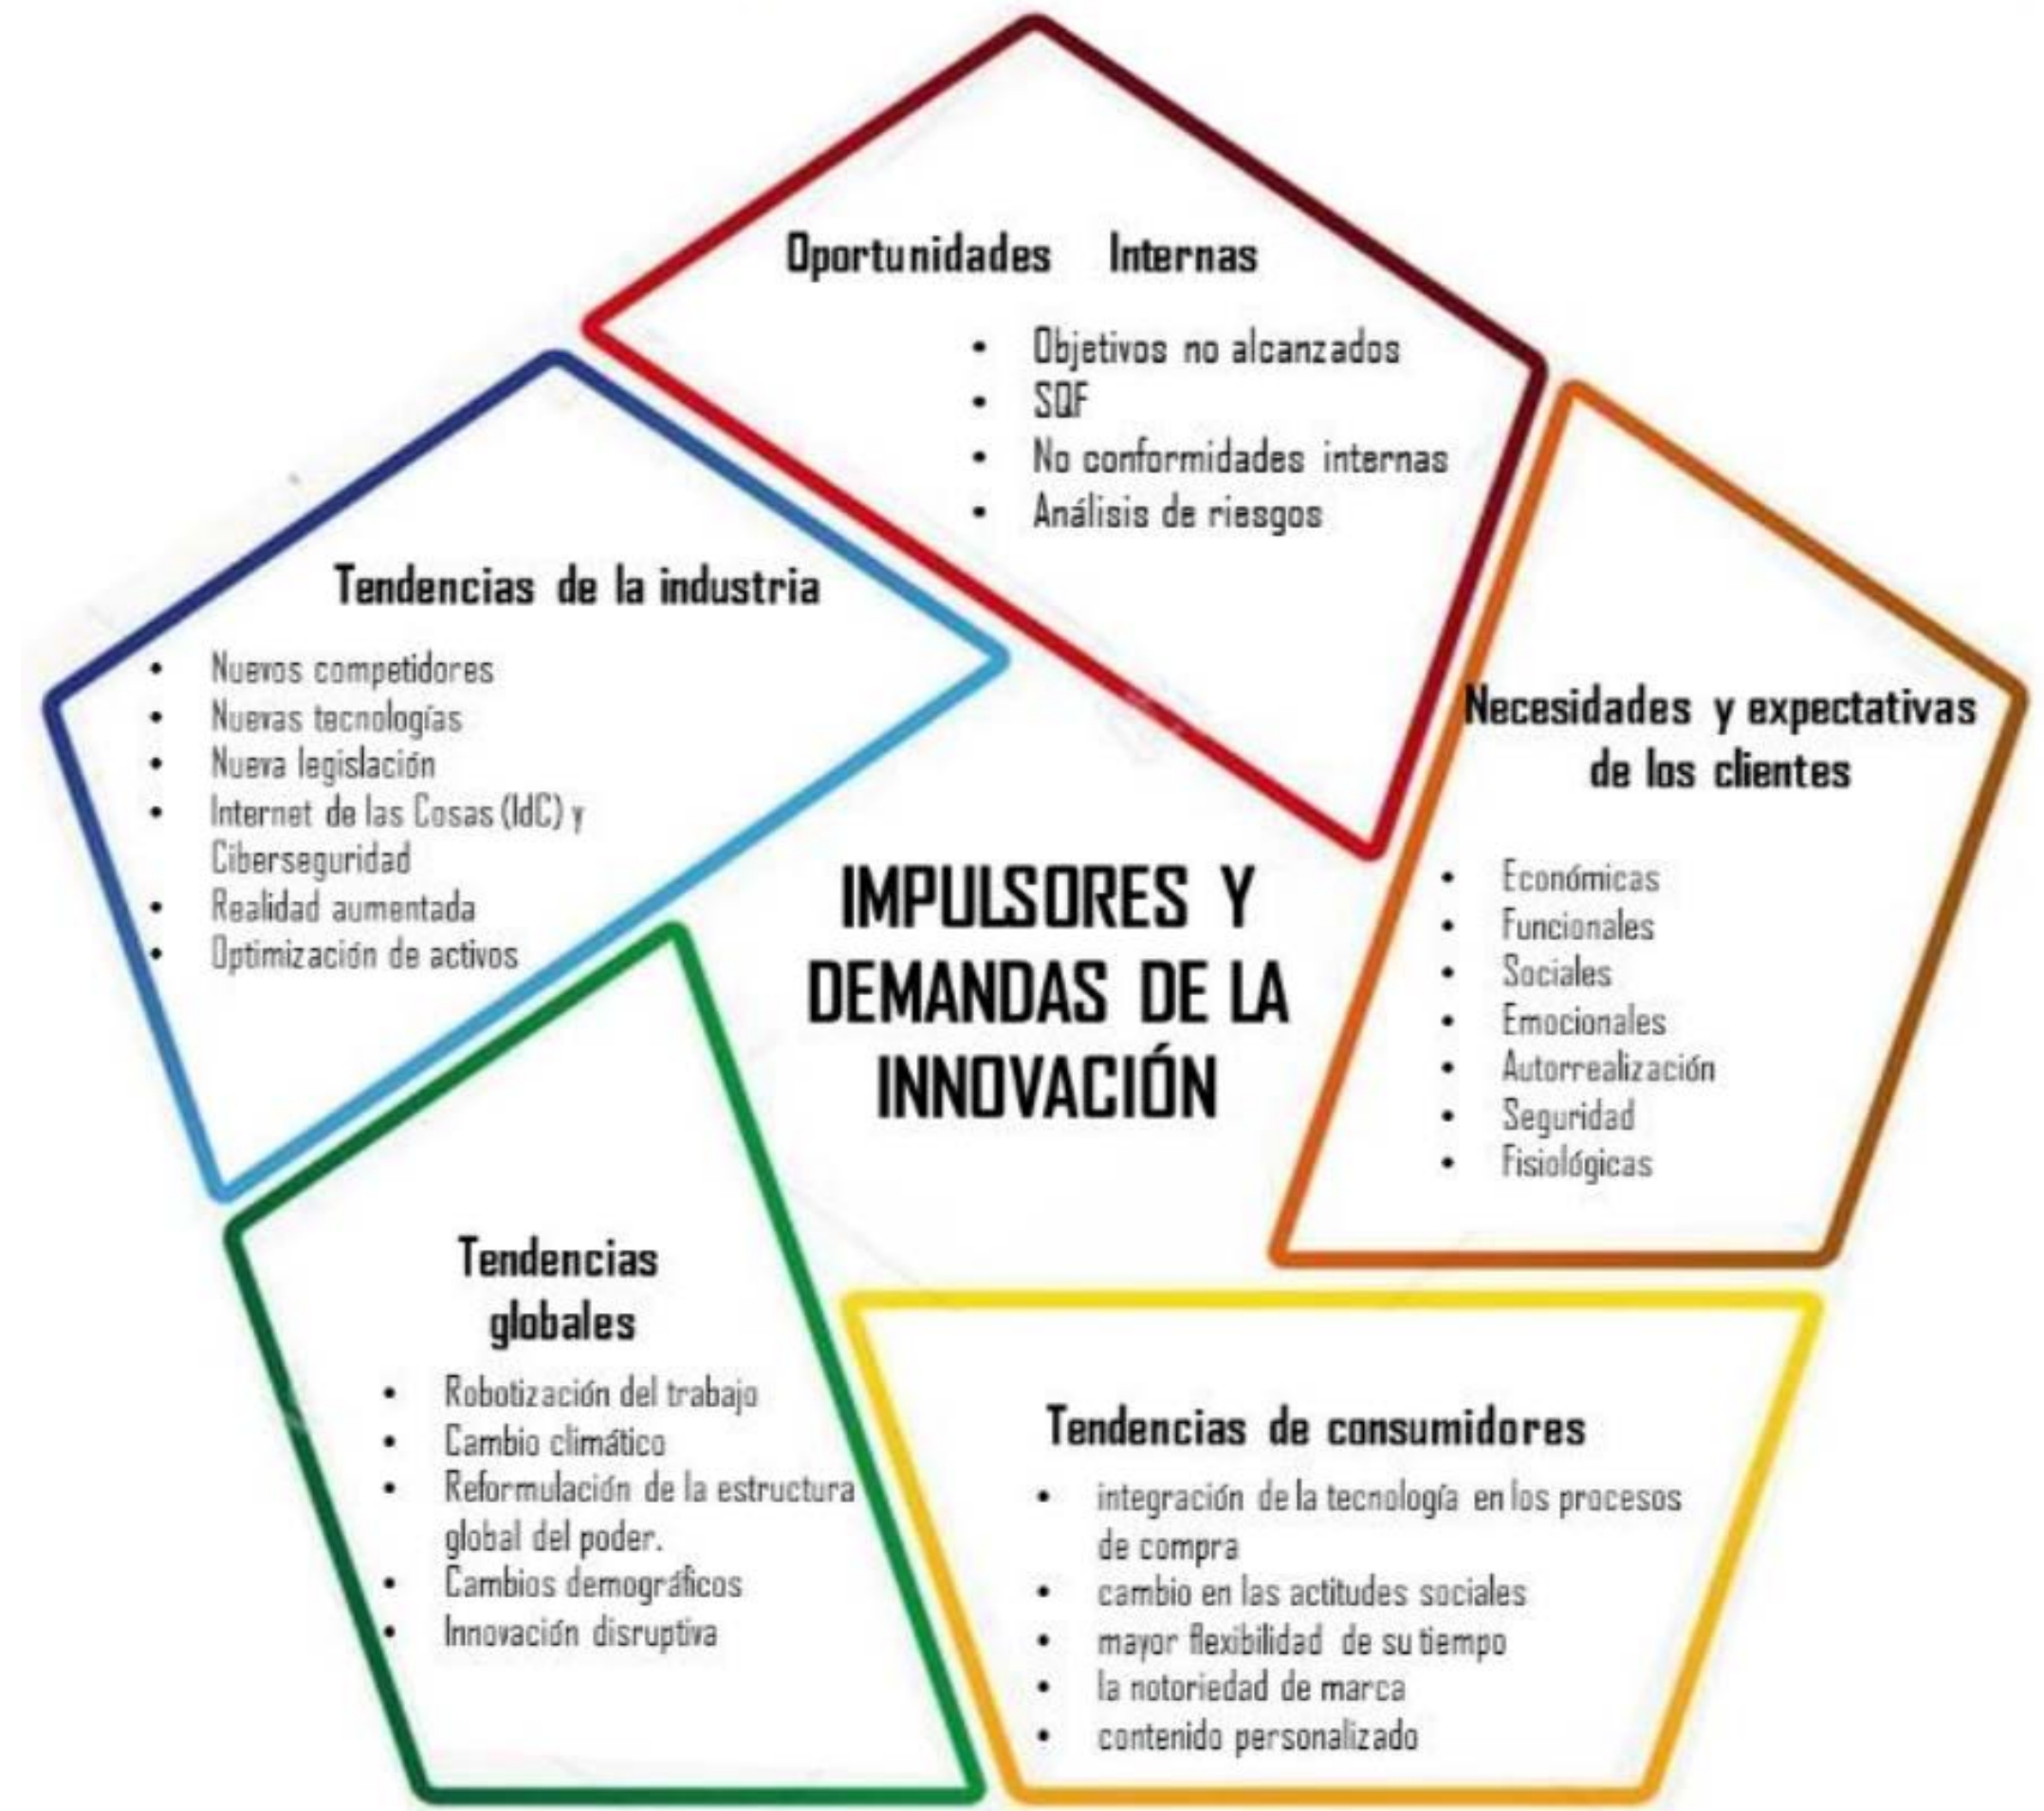 Oportunidades Internas
• Objetivos no alcanzados
• SQF
• No conformidades internas
• Análisis de riesgos
Tendencias de la industria
• Nuevos competidores
• Nuevas tecnologías
• Nueva legislación
• Internet de las Cosas (IdC) y
Ciberseguridad
• Realidad aumentada
• Optimización de activos
Necesidades y expectativas
de los clientes
• Económicas
• Funcionales
• Sociales
• Emocionales
• Autorrealización
• Seguridad
• Fisiológicas
IMPULSORES Y
DEMANDAS DE LA
INNOVACIÓN
Tendencias
globales
• Robotización del trabajo
• Cambio climático
• Reformulación de la estructura
global del poder.
• Cambios demográficos
• Innovación disruptiva
Tendencias de consumidores
• integración de la tecnología en los procesos
de compra
• cambio en las actitudes sociales
• mayor flexibilidad de su tiempo
• la notoriedad de marca
• contenido personalizado